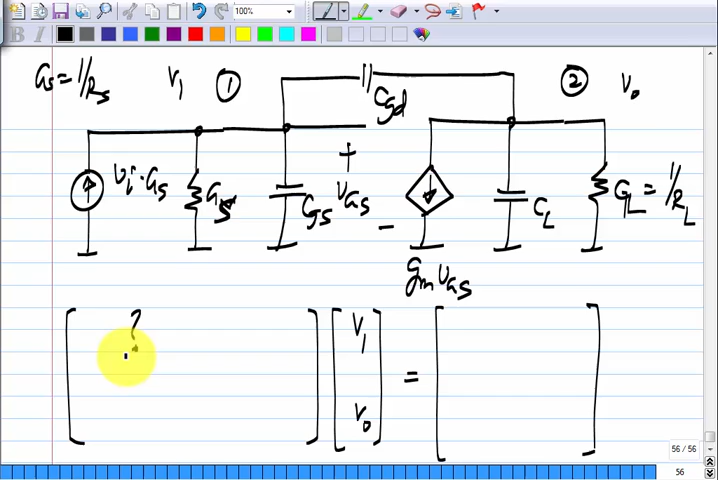 100%
B I
Gs = 1/Rs V1 ① ② Vo
Cgd
vi·Gs Gs Cgs + VGS - CL GL = 1/RL
gm VGS
[ ? ] [ V1 Vo ] = [ ]
56 / 56
56